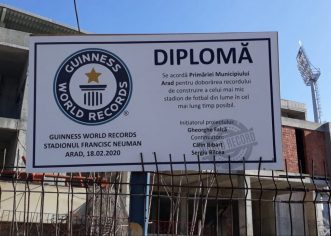 GUINNESS
WORLD RECORDS
GUINNESS WORLD RECORDS
STADIONUL FRANCISC NEUMAN
ARAD, 18.02.2020
DIPLOMĂ
Se acordă Primăriei Municipiului
Arad pentru doborârea recordului
de construire a celui mai mic
stadion de fotbal din lume în cel
mai lung timp posibil.
Inițiatorul proiectului
Gheorghe Falcă
Continuatori:
Călin Bibarț
Sergiu Bîlcea
RECORD